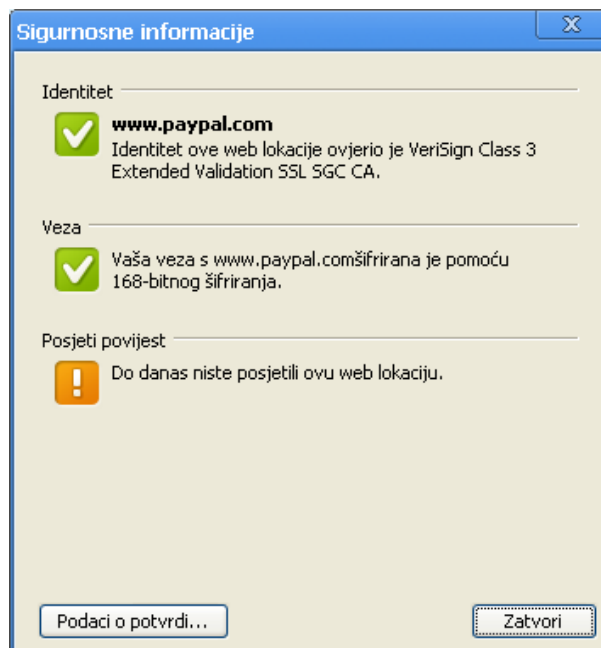 Sigurnosne informacije
Identitet
www.paypal.com
Identitet ove web lokacije ovjerio je VeriSign Class 3
Extended Validation SSL SGC CA.
Veza
Vaša veza s www.paypal.comšifrirana je pomoću
168-bitnog šifriranja.
Posjeti povijest
Do danas niste posjetili ovu web lokaciju.
Podaci o potvrdi...
Zatvori